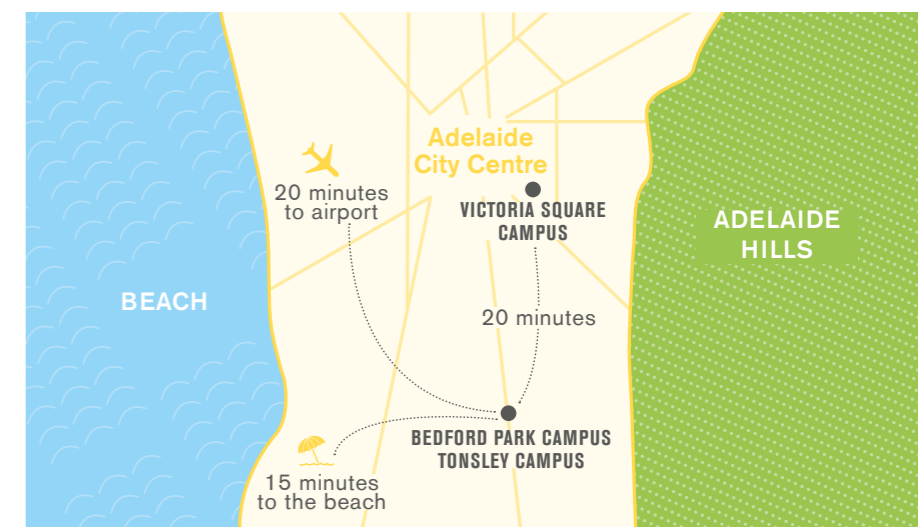 Adelaide
City Centre
20 minutes
to airport
VICTORIA SQUARE
CAMPUS
ADELAIDE
HILLS
BEACH
20 minutes
BEDFORD PARK CAMPUS
TONSLEY CAMPUS
15 minutes
to the beach